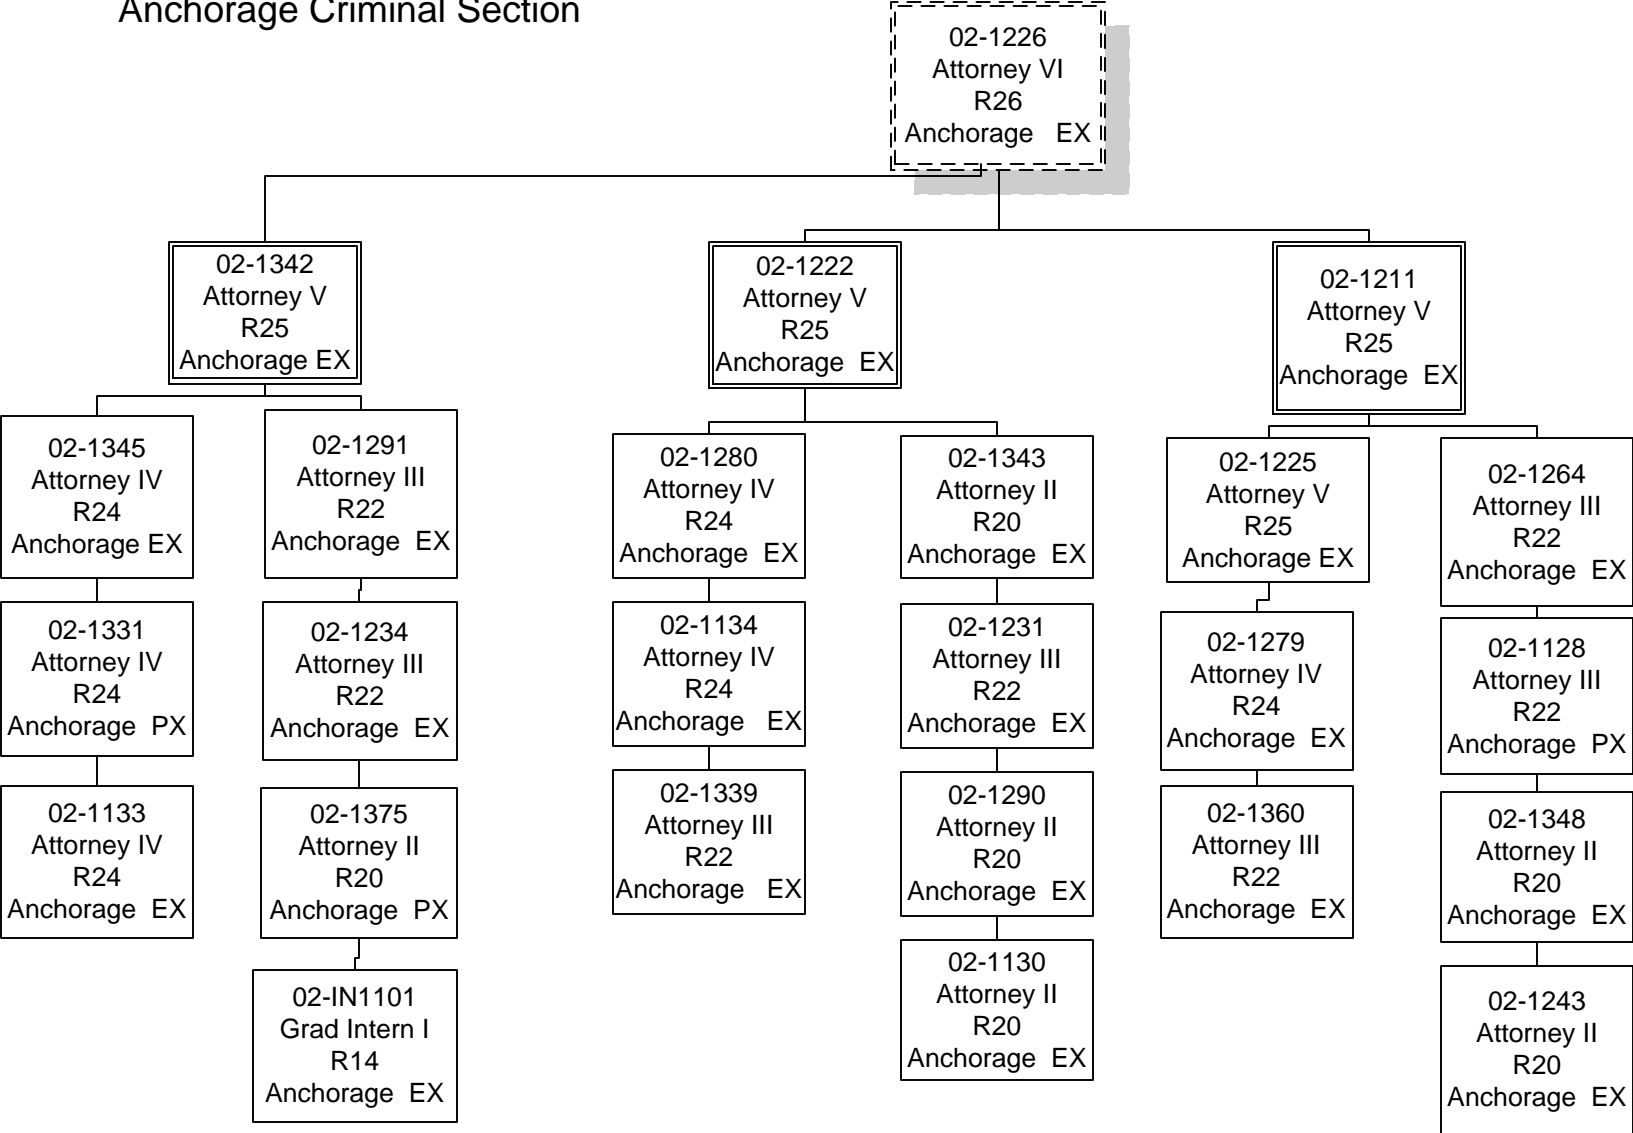 Anchorage Criminal Section
02-1226
Attorney VI
R26
Anchorage EX
02-1342
Attorney V
R25
Anchorage EX
02-1222
Attorney V
R25
Anchorage EX
02-1211
Attorney V
R25
Anchorage EX
02-1345
Attorney IV
R24
Anchorage EX
02-1291
Attorney III
R22
Anchorage EX
02-1280
Attorney IV
R24
Anchorage EX
02-1343
Attorney II
R20
Anchorage EX
02-1225
Attorney V
R25
Anchorage EX
02-1264
Attorney III
R22
Anchorage EX
02-1331
Attorney IV
R24
Anchorage PX
02-1234
Attorney III
R22
Anchorage EX
02-1134
Attorney IV
R24
Anchorage EX
02-1231
Attorney III
R22
Anchorage EX
02-1279
Attorney IV
R24
Anchorage EX
02-1128
Attorney III
R22
Anchorage PX
02-1133
Attorney IV
R24
Anchorage EX
02-1375
Attorney II
R20
Anchorage PX
02-1339
Attorney III
R22
Anchorage EX
02-1290
Attorney II
R20
Anchorage EX
02-1360
Attorney III
R22
Anchorage EX
02-1348
Attorney II
R20
Anchorage EX
02-IN1101
Grad Intern I
R14
Anchorage EX
02-1130
Attorney II
R20
Anchorage EX
02-1243
Attorney II
R20
Anchorage EX